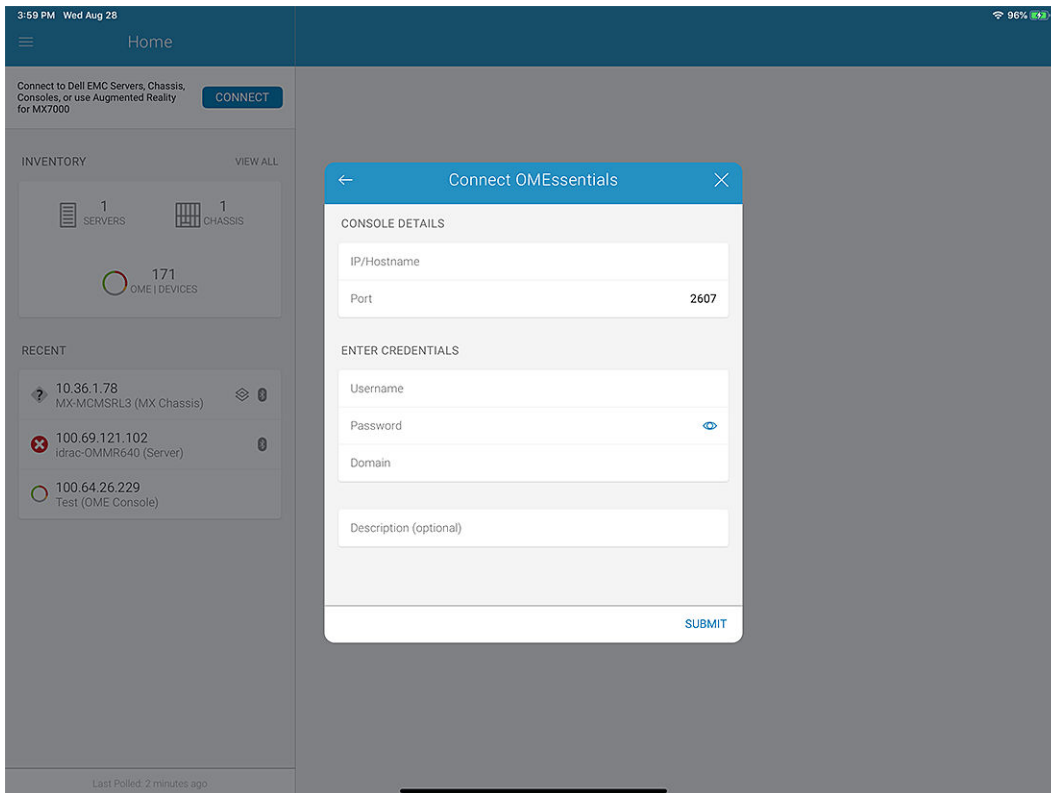 3:59 PM Wed Aug 28
96%
Home
Connect to Dell EMC Servers, Chassis,
Consoles, or use Augmented Reality
for MX7000
CONNECT
INVENTORY
VIEW ALL
1
SERVERS
1
CHASSIS
171
OME | DEVICES
RECENT
?
10.36.1.78
MX-MCMSRL3 (MX Chassis)
100.69.121.102
idrac-OMMR640 (Server)
100.64.26.229
Test (OME Console)
Last Polled: 2 minutes ago
Connect OMEssentials
CONSOLE DETAILS
IP/Hostname
Port 2607
ENTER CREDENTIALS
Username
Password
Domain
Description (optional)
SUBMIT